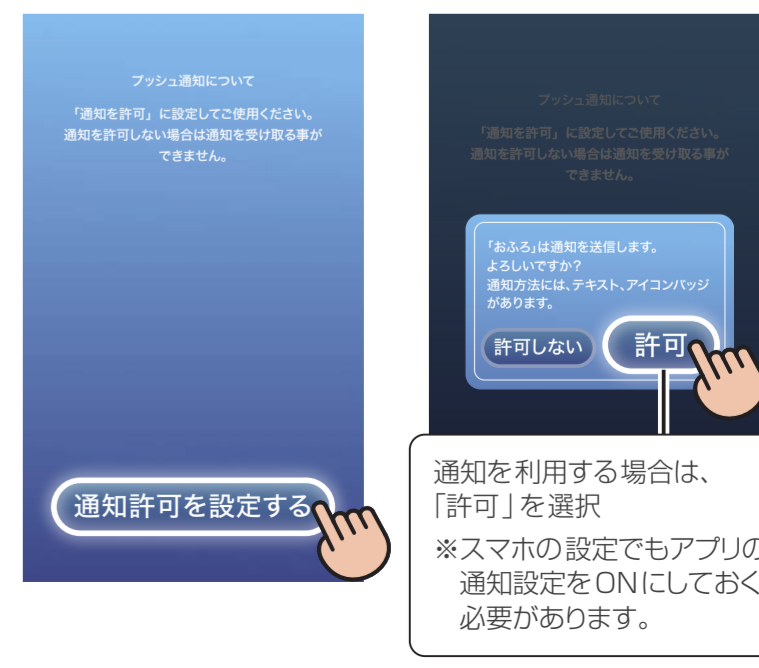 プッシュ通知について
「通知を許可」に設定してご使用ください。
通知を許可しない場合は通知を受け取る事が
できません。
通知許可を設定する
プッシュ通知について
「通知を許可」に設定してご使用ください。
通知を許可しない場合は通知を受け取る事が
できません。
「おふろ」は通知を送信します。
よろしいですか?
通知方法には、テキスト、アイコンバッジ
があります。
許可しない
許可
通知を利用する場合は、
「許可」を選択
※スマホの設定でもアプリの
通知設定をONにしておく
必要があります。